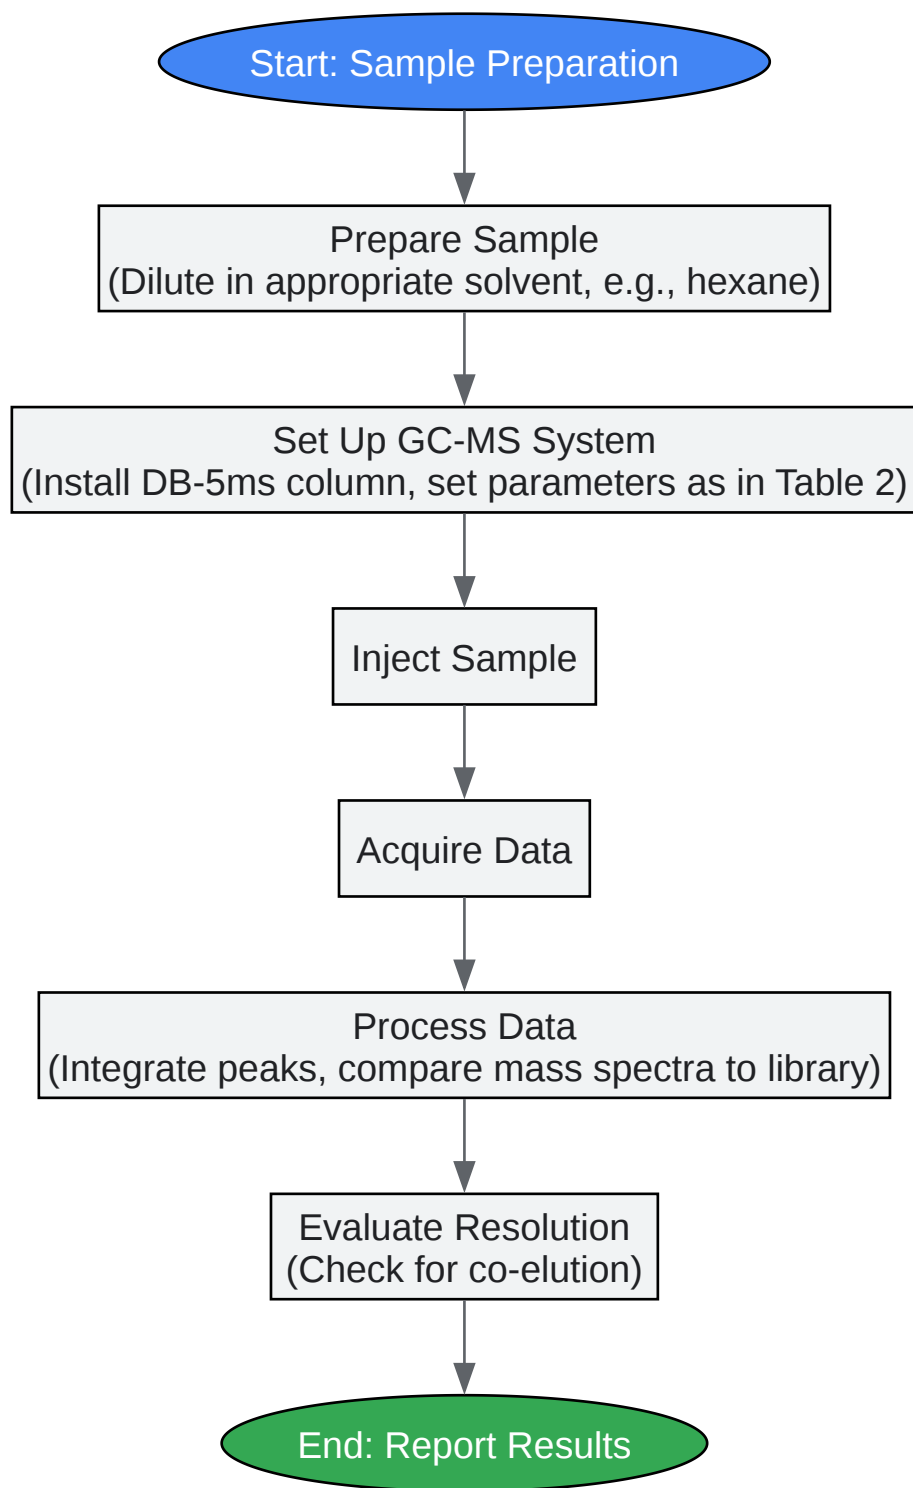 Start: Sample Preparation
Prepare Sample
(Dilute in appropriate solvent, e.g., hexane)
Set Up GC-MS System
(Install DB-5ms column, set parameters as in Table 2)
Inject Sample
Acquire Data
Process Data
(Integrate peaks, compare mass spectra to library)
Evaluate Resolution
(Check for co-elution)
End: Report Results